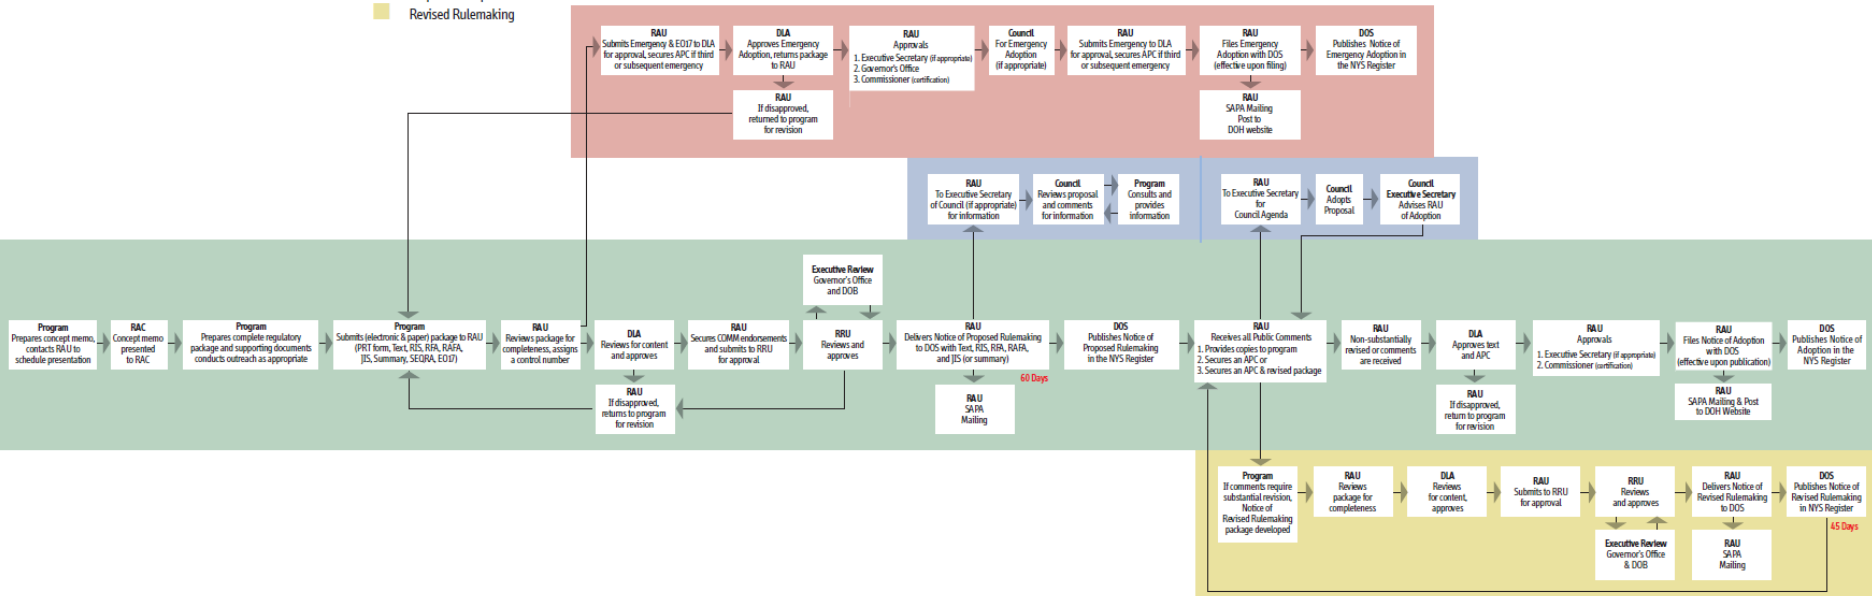 Revised Rulemaking
RAU
Submits Emergency & EO17 to DLA
for approval, secures APC if third
or subsequent emergency
DLA
Approves Emergency
Adoption, returns package
to RAU
RAU
Approvals
1. Executive Secretary (if appropriate)
2. Governor's Office
3. Commissioner (certification)
Council
For Emergency
Adoption
(if appropriate)
RAU
Submits Emergency to DLA
for approval, secures APC if third
or subsequent emergency
RAU
Files Emergency
Adoption with DOS
(effective upon filing)
DOS
Publishes Notice of
Emergency Adoption in
the NYS Register
RAU
If disapproved,
returned to program
for revision
RAU
SAPA Mailing
Post to
DOH website
RAU
To Executive Secretary
of Council (if appropriate)
for information
Council
Reviews proposal
and comments
for information
Program
Consults and
provides
information
RAU
To Executive Secretary
for
Council Agenda
Council
Adopts
Proposal
Council
Executive Secretary
Advises RAU
of Adoption
Executive Review
Governor's Office
and DOB
Program
Prepares concept memo,
contacts RAU to
schedule presentation
RAC
Concept memo
presented
to RAC
Program
Prepares complete regulatory
package and supporting documents
conducts outreach as appropriate
Program
Submits (electronic & paper) package to RAU
(PRT form, Text, RIS, RFA, RAFA,
JIS, Summary, SEQRA, EO17)
RAU
Reviews package for
completeness, assigns
a control number
DLA
Reviews for content
and approves
RAU
Secures COMM endorsements
and submits to RRU
for approval
RRU
Reviews and
approves
RAU
Delivers Notice of Proposed Rulemaking
to DOS with Text, RIS, RFA, RAFA,
and JIS (or summary)
60 Days
DOS
Publishes Notice of
Proposed Rulemaking
in the NYS Register
RAU
Receives all Public Comments
1. Provides copies to program
2. Secures an APC or
3. Secures an APC & revised package
RAU
Non-substantially
revised or comments
are received
DLA
Approves text
and APC
RAU
Approvals
1. Executive Secretary (if appropriate)
2. Commissioner (certification)
RAU
Files Notice of Adoption
with DOS
(effective upon publication)
DOS
Publishes Notice of
Adoption in the
NYS Register
RAU
If disapproved,
returns to program
for revision
RAU
SAPA
Mailing
RAU
If disapproved,
return to program
for revision
RAU
SAPA Mailing & Post
to DOH Website
Program
If comments require
substantial revision,
Notice of
Revised Rulemaking
package developed
RAU
Reviews
package for
completeness
DLA
Reviews
for content,
approves
RAU
Submits to RRU
for approval
RRU
Reviews
and approves
RAU
Delivers Notice of
Revised Rulemaking
to DOS
DOS
Publishes Notice of
Revised Rulemaking
in NYS Register
45 Days
Executive Review
Governor's Office
& DOB
RAU
SAPA
Mailing